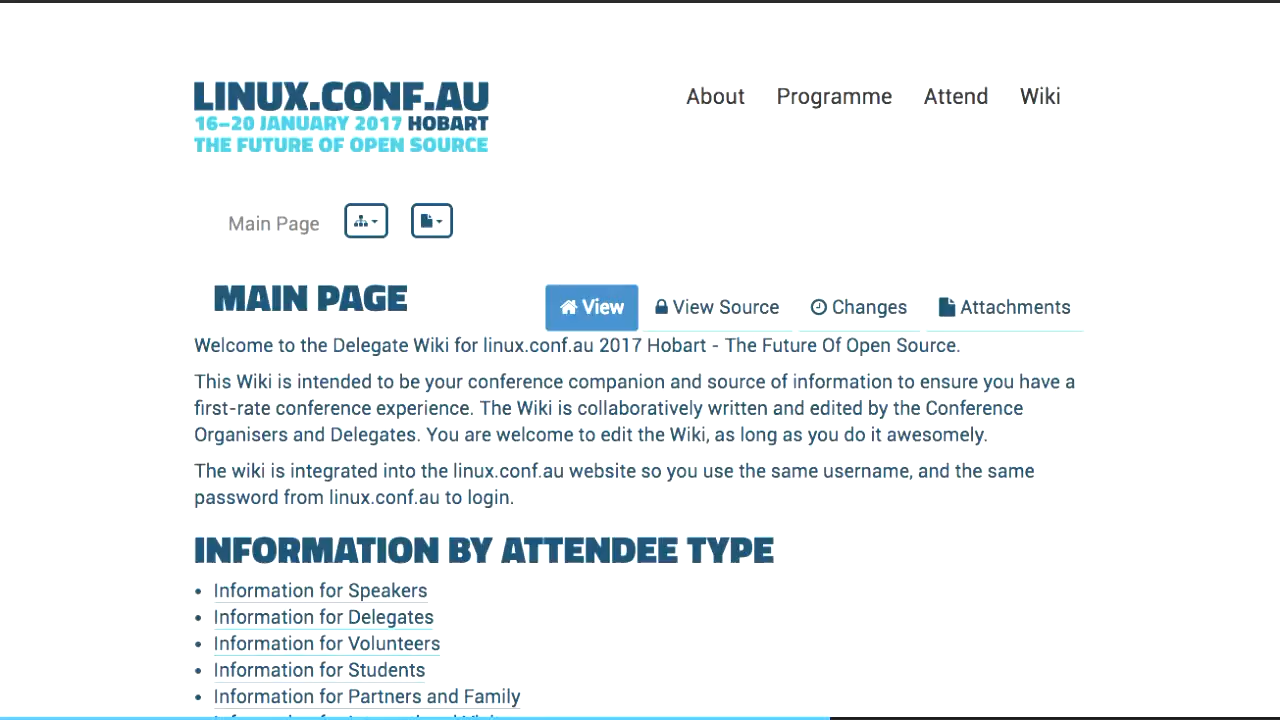 LINUX.CONF.AU
16–20 JANUARY 2017 HOBART
THE FUTURE OF OPEN SOURCE
About Programme Attend Wiki
Main Page
MAIN PAGE
View View Source Changes Attachments
Welcome to the Delegate Wiki for linux.conf.au 2017 Hobart - The Future Of Open Source.
This Wiki is intended to be your conference companion and source of information to ensure you have a
first-rate conference experience. The Wiki is collaboratively written and edited by the Conference
Organisers and Delegates. You are welcome to edit the Wiki, as long as you do it awesomely.
The wiki is integrated into the linux.conf.au website so you use the same username, and the same
password from linux.conf.au to login.
INFORMATION BY ATTENDEE TYPE
• Information for Speakers
• Information for Delegates
• Information for Volunteers
• Information for Students
• Information for Partners and Family